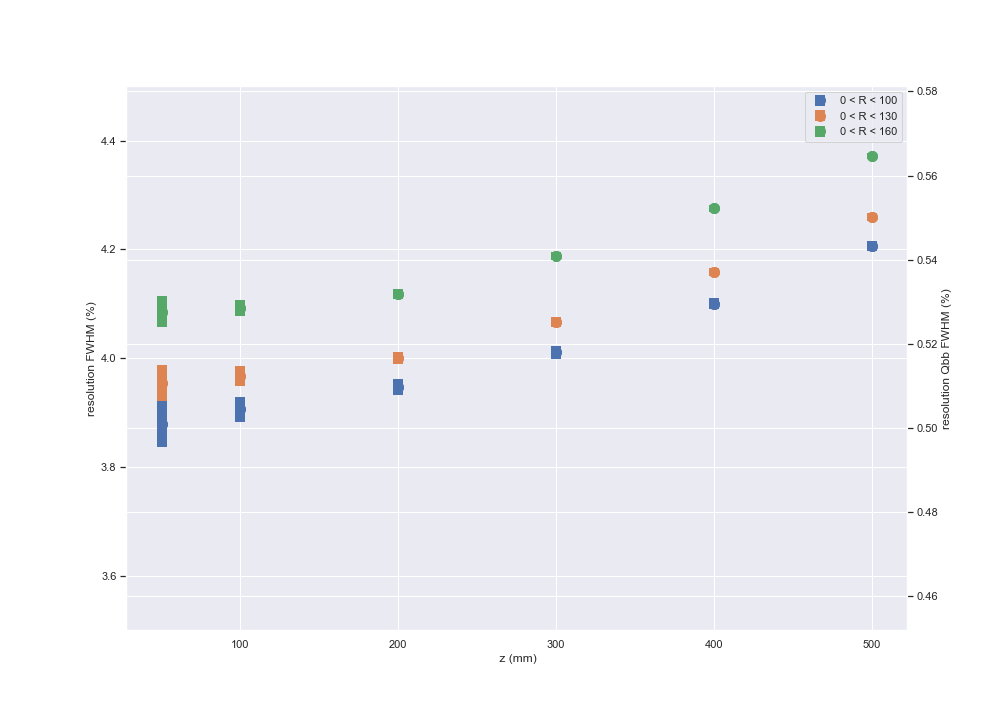 0 < R < 100
0 < R < 130
0 < R < 160
4.4
4.2
4.0
3.8
3.6
resolution FWHM (%)
0.58
0.56
0.54
0.52
0.50
0.48
0.46
resolution Qbb FWHM (%)
100
200
300
400
500
z (mm)